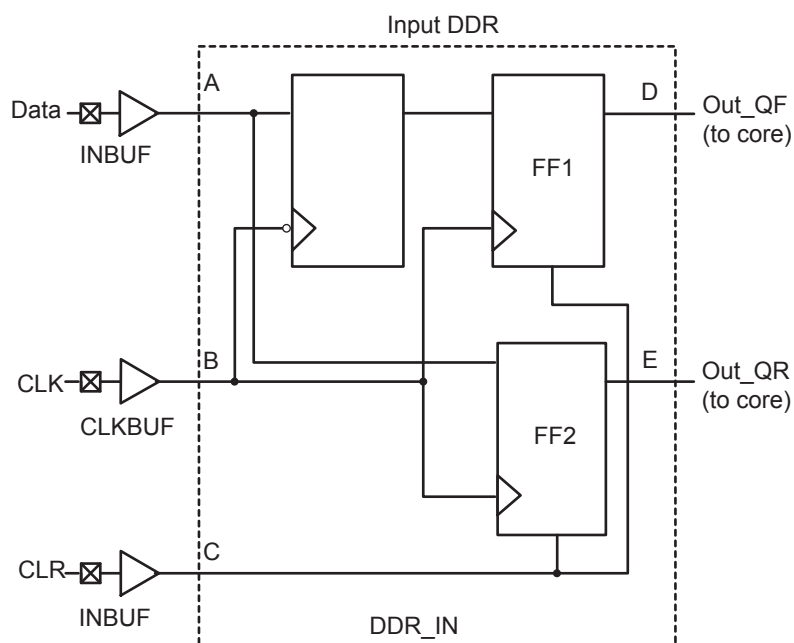 Input DDR
A
Data
INBUF
D
Out_QF
(to core)
FF1
B
CLK
CLKBUF
E
Out_QR
(to core)
FF2
C
CLR
INBUF
DDR_IN